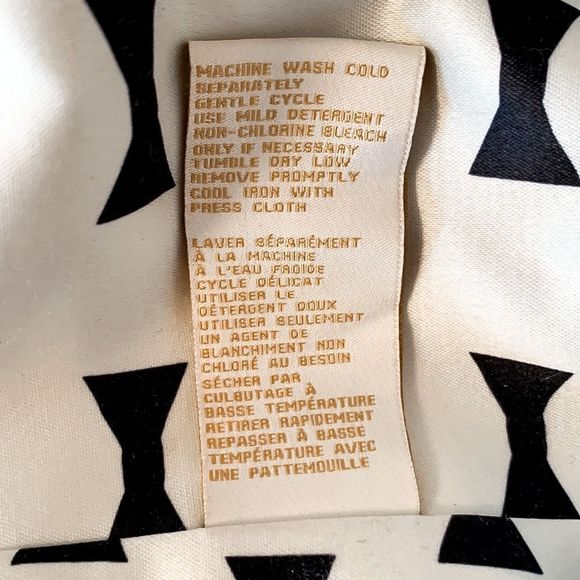 MACHINE WASH COLD
SEPARATELY
GENTLE CYCLE
USE MILD DETERGENT
NON-CHLORINE BLEACH
ONLY IF NECESSARY
TUMBLE DRY LOW
REMOVE PROMPTLY
COOL IRON WITH
PRESS CLOTH
LAVER SÉPARÉMENT
À LA MACHINE
À L'EAU FROIDE
CYCLE DÉLICAT
UTILISER LE
DÉTERGENT DOUX
UTILISER SEULEMENT
UN AGENT DE
BLANCHIMENT NON
CHLORÉ AU BESOIN
SÉCHER PAR
CULBUTAGE À
BASSE TEMPÉRATURE
RETIRER RAPIDEMENT
REPASSER À BASSE
TEMPÉRATURE AVEC
UNE PATTEMOUILLE